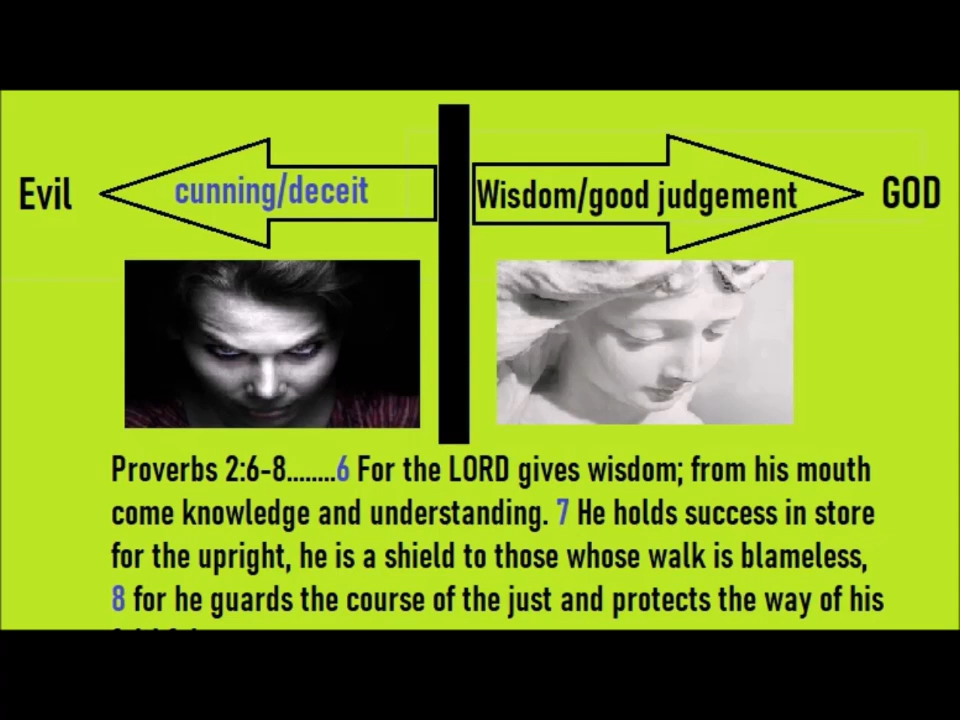 Evil
cunning/deceit
Wisdom/good judgement
GOD
Proverbs 2:6-8........6 For the LORD gives wisdom; from his mouth
come knowledge and understanding. 7 He holds success in store
for the upright, he is a shield to those whose walk is blameless,
8 for he guards the course of the just and protects the way of his